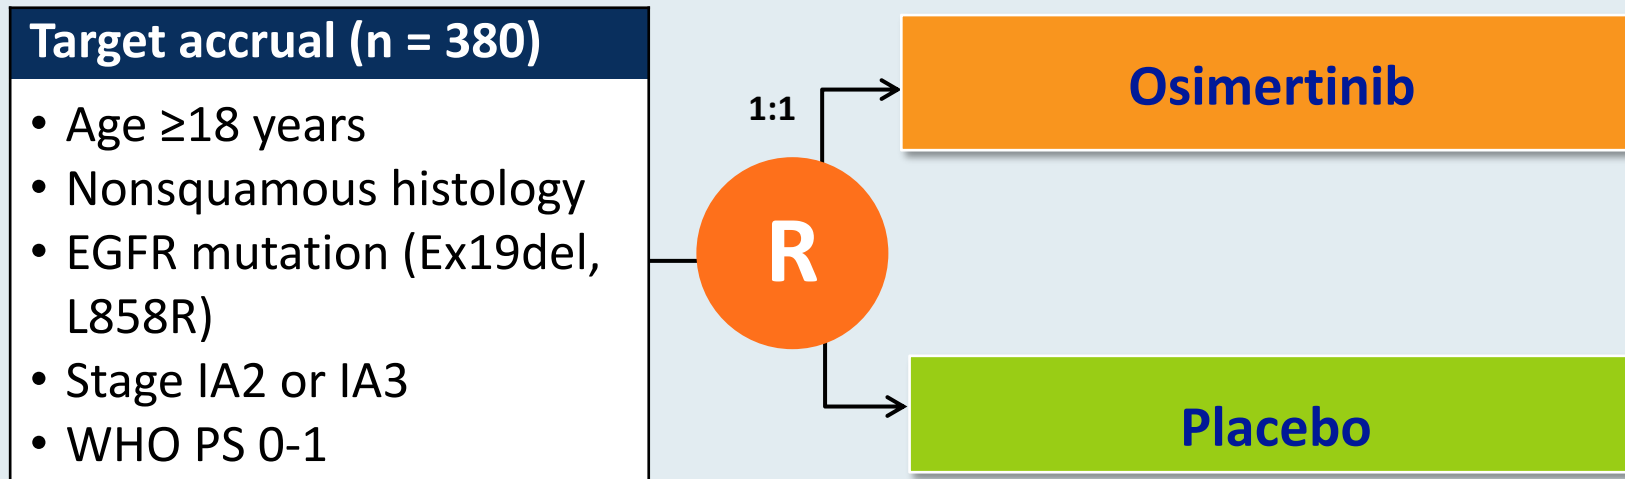 Target accrual (n = 380)
• Age ≥18 years
• Nonsquamous histology
• EGFR mutation (Ex19del,
L858R)
• Stage IA2 or IA3
• WHO PS 0-1
1:1
R
Osimertinib
Placebo